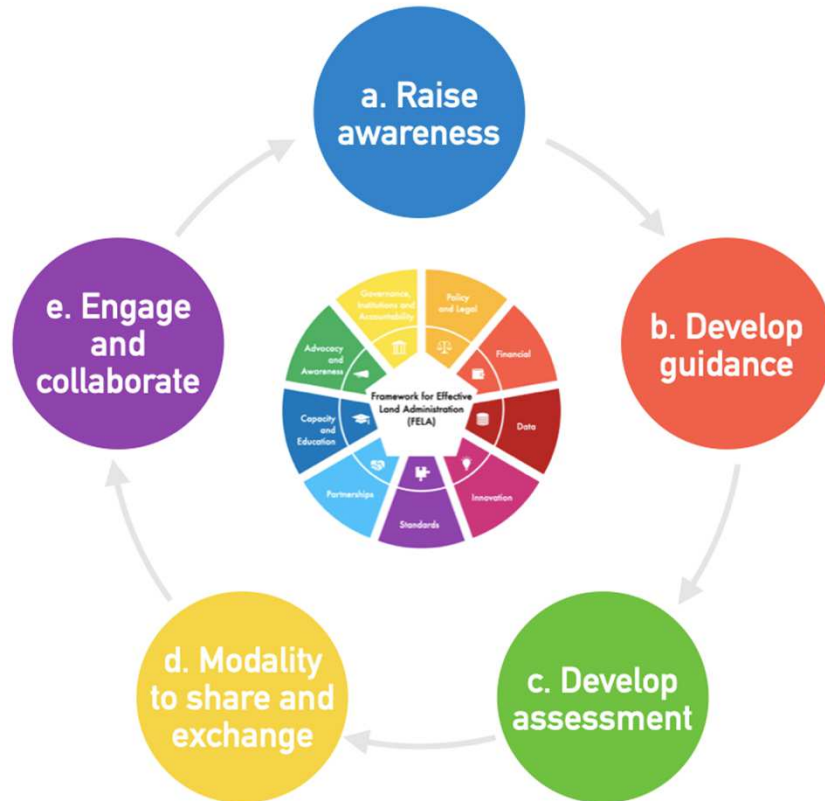 a. Raise
awareness
b. Develop
guidance
c. Develop
assessment
d. Modality
to share and
exchange
e. Engage
and
collaborate
Governance,
Institutions and
Accountability
Policy
and Legal
Financial
Data
Innovation
Standards
Partnerships
Capacity
and
Education
Advocacy
and
Awareness
Framework for Effective
Land Administration
(FELA)